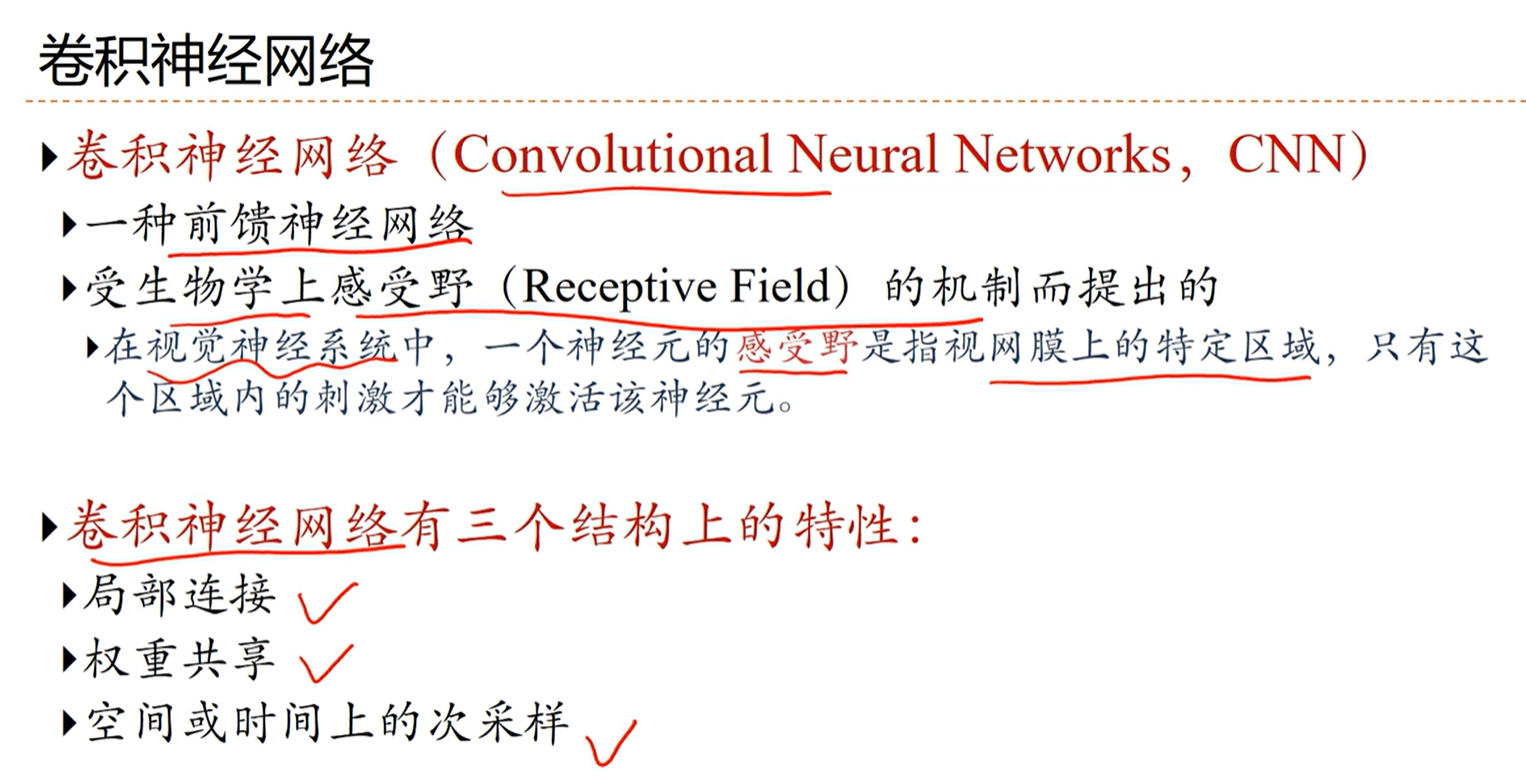 卷积神经网络
卷积神经网络（Convolutional Neural Networks，CNN）
一种前馈神经网络
受生物学上感受野（Receptive Field）的机制而提出的
在视觉神经系统中，一个神经元的感受野是指视网膜上的特定区域，只有这
个区域内的刺激才能够激活该神经元。
卷积神经网络有三个结构上的特性：
局部连接
权重共享
空间或时间上的次采样